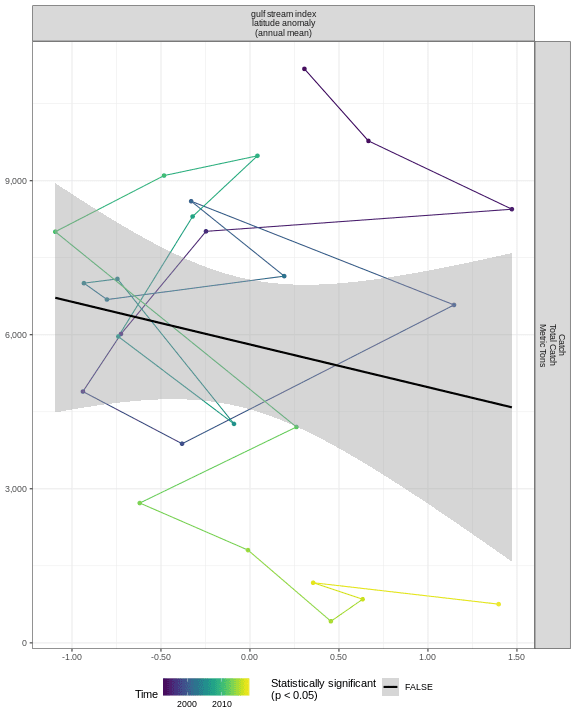 gulf stream index
latitude anomaly
(annual mean)
9,000
6,000
3,000
0
Catch
Total Catch
Metric Tons
-1.00
-0.50
0.00
0.50
1.00
1.50
Time
2000
2010
Statistically significant
(p < 0.05)
FALSE